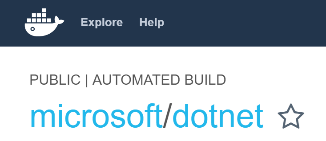 Explore Help
PUBLIC | AUTOMATED BUILD
microsoft/dotnet